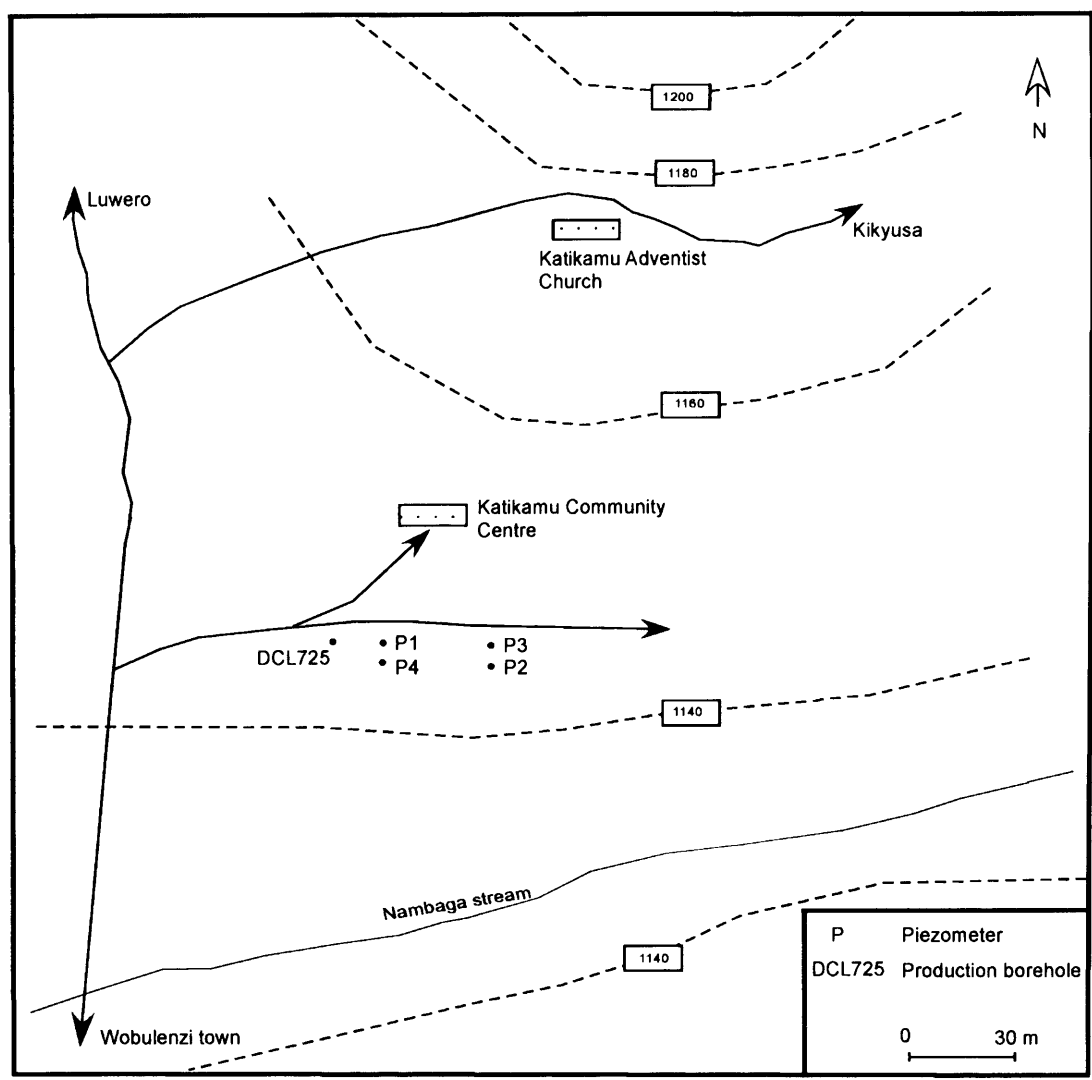 1200
N
1180
Luwero
Kikyusa
Katikamu Adventist
Church
1160
Katikamu Community
Centre
DCL725
P1
P3
P4
P2
1140
Nambaga stream
1140
Wobulenzi town
P Piezometer
DCL725 Production borehole
0 30 m